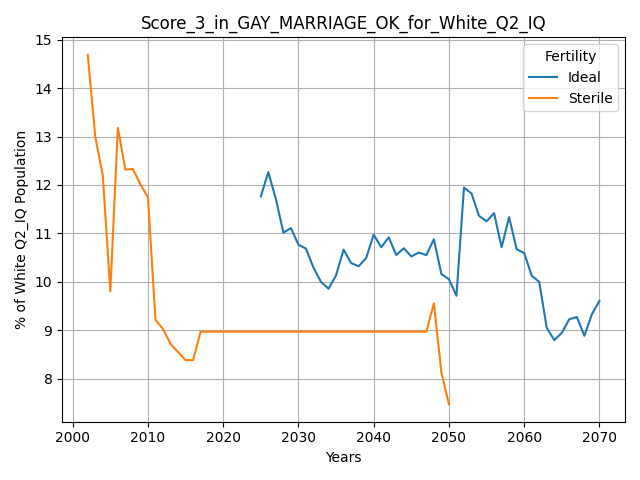 Score_3_in_GAY_MARRIAGE_OK_for_White_Q2_IQ
15
14
13
12
11
10
9
8
% of White Q2_IQ Population
Fertility
Ideal
Sterile
2000 2010 2020 2030 2040 2050 2060 2070
Years